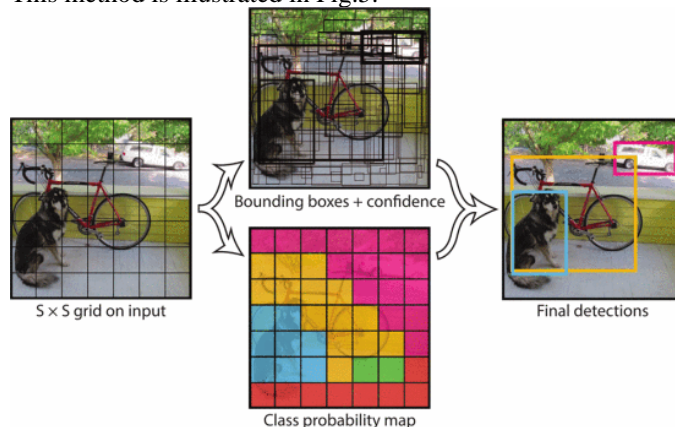 This method is illustrated in Fig.3.
Bounding boxes + confidence
S × S grid on input
Final detections
Class probability map